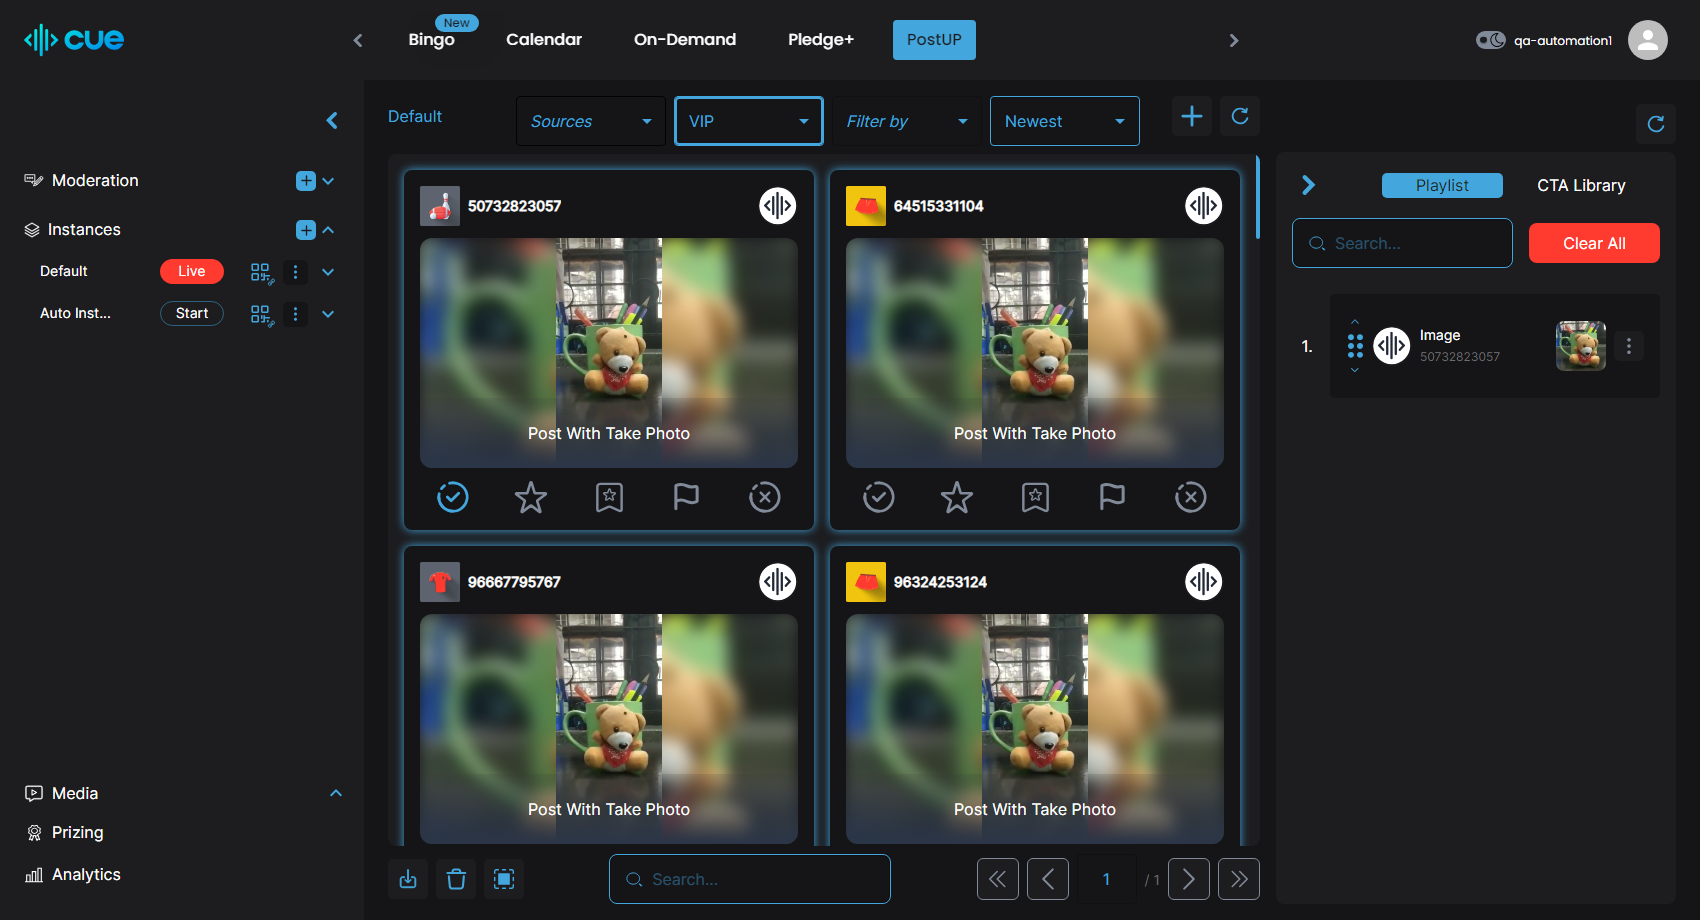 cue
Bingo
New
Calendar
On-Demand
Pledge+
PostUP
qa-automation1
Default
Sources
VIP
Filter by
Newest
Moderation
Instances
Default
Live
Auto Inst...
Start
Media
Prizing
Analytics
50732823057
Post With Take Photo
64515331104
Post With Take Photo
96667795767
Post With Take Photo
96324253124
Post With Take Photo
Search...
1
/ 1
Playlist
CTA Library
Search...
Clear All
1.
Image
50732823057